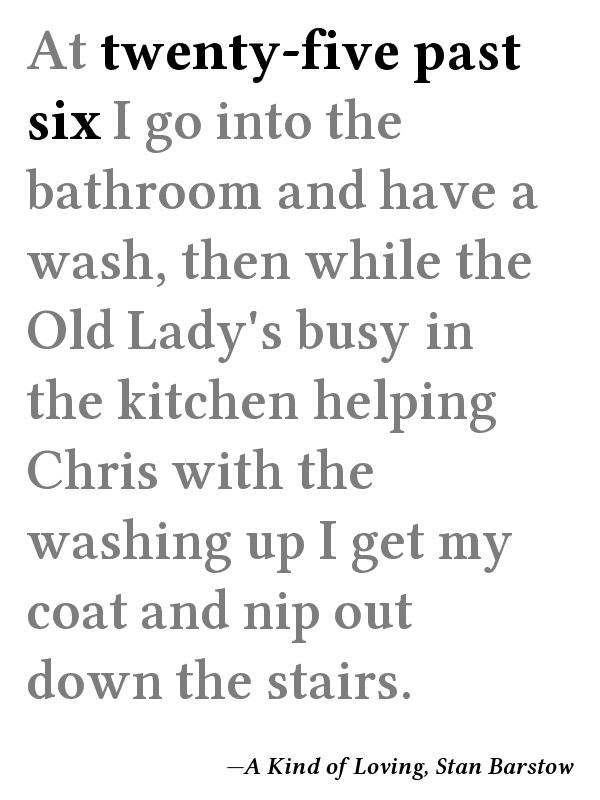 At twenty-five past
six I go into the
bathroom and have a
wash, then while the
Old Lady's busy in
the kitchen helping
Chris with the
washing up I get my
coat and nip out
down the stairs.
—A Kind of Loving, Stan Barstow